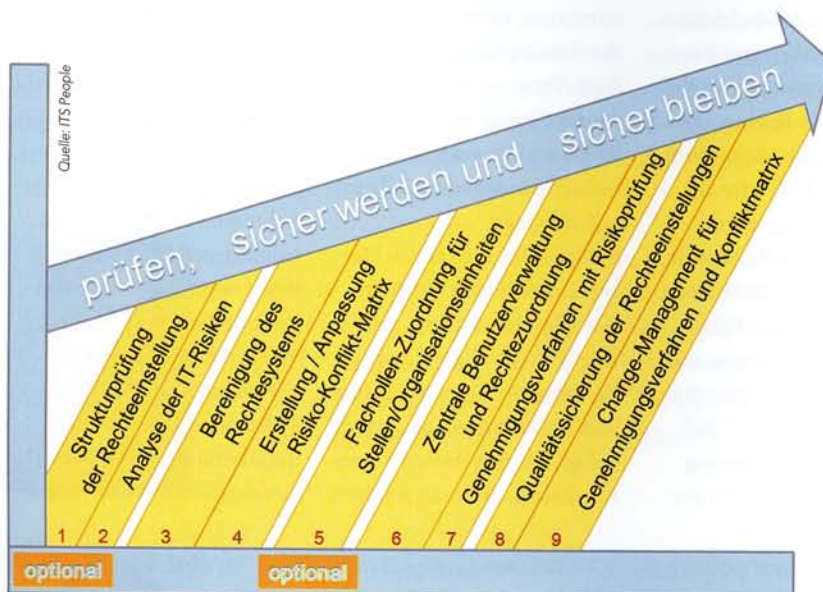 Quelle: ITS People
prüfen, sicher werden und sicher bleiben
Strukturprüfung
der Rechteeinstellung
Analyse der IT-Risiken
Bereinigung des
Rechtesystems
Erstellung / Anpassung
Risiko-Konflikt-Matrix
Fachrollen-Zuordnung für
Stellen/Organisationseinheiten
Zentrale Benutzerverwaltung
und Rechtezuordnung
Genehmigungsverfahren mit Risikoprüfung
Qualitätssicherung der Rechteeinstellungen
Change-Management für
Genehmigungsverfahren und Konfliktmatrix
1 2 3 4 5 6 7 8 9
optional optional